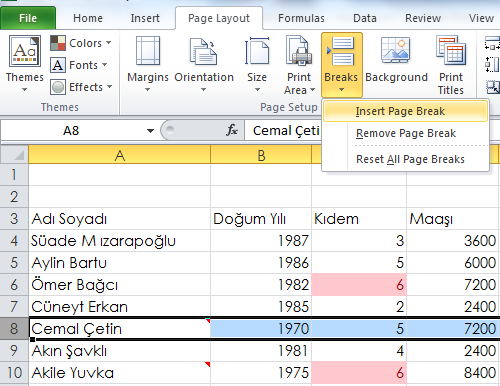 File Home Insert Page Layout Formulas Data Review View
Themes Colors Fonts Effects Margins Orientation Size Print Area Breaks Background Print Titles
Themes Page Setup
Insert Page Break
Remove Page Break
Reset All Page Breaks
A8 fx Cemal Çeti
A B
1
2
3 Adı Soyadı Doğum Yılı Kıdem Maaşı
4 Süade M ızarapoğlu 1987 3 3600
5 Aylin Bartu 1986 5 6000
6 Ömer Bağcı 1982 6 7200
7 Cüneyt Erkan 1985 2 2400
8 Cemal Çetin 1970 5 7200
9 Akın Şavklı 1981 4 2400
10 Akile Yuvka 1975 6 8400